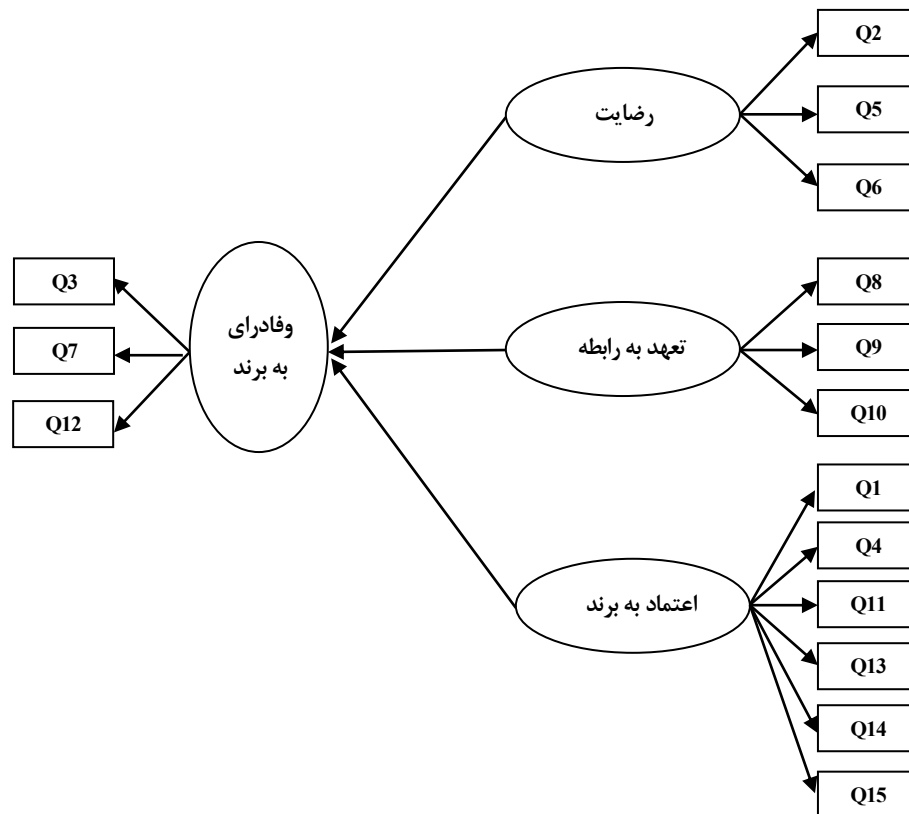 Q2
رضایت
Q5
Q6
Q3
وفادرای
به برند
Q7
Q12
Q8
تعهد به رابطه
Q9
Q10
Q1
Q4
اعتماد به برند
Q11
Q13
Q14
Q15